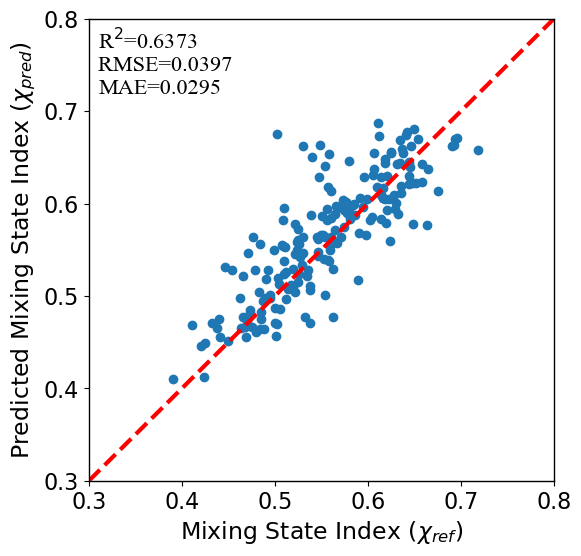 R²=0.6373
RMSE=0.0397
MAE=0.0295
0.8
0.7
0.6
0.5
0.4
0.3
Predicted Mixing State Index (χpred)
0.3 0.4 0.5 0.6 0.7 0.8
Mixing State Index (χref)